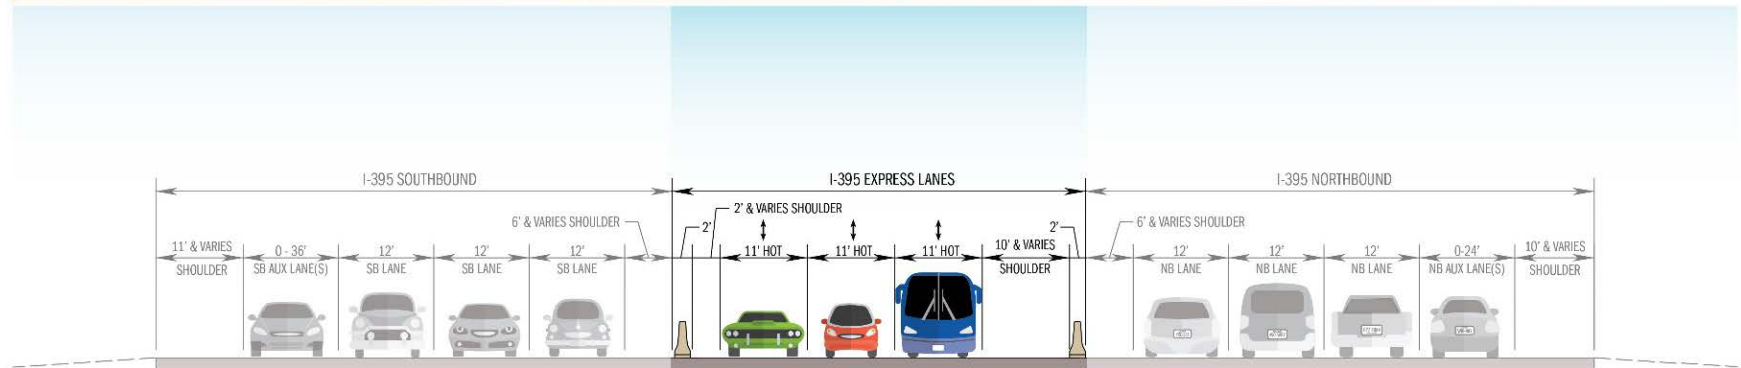 I-395 SOUTHBOUND
I-395 EXPRESS LANES
I-395 NORTHBOUND
6' & VARIES SHOULDER
2'
2' & VARIES SHOULDER
2'
6' & VARIES SHOULDER
11' & VARIES
SHOULDER
0 - 36'
SB AUX LANE(S)
12'
SB LANE
12'
SB LANE
12'
SB LANE
11' HOT
11' HOT
11' HOT
10' & VARIES
SHOULDER
12'
NB LANE
12'
NB LANE
12'
NB LANE
0-24'
NB AUX LANE(S)
10' & VARIES
SHOULDER